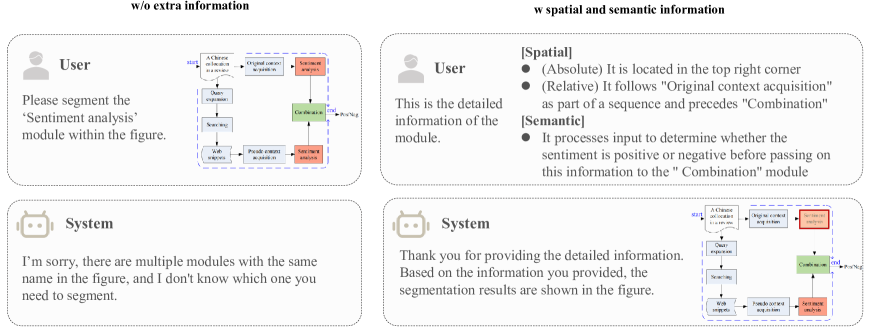 w/o extra information
User
Please segment the
‘Sentiment analysis’
module within the figure.
start
A Chinese
collocation
in a review
Original context
acquisition
Sentiment
analysis
Query
expansion
Searching
Web
snippets
Pseudo context
acquisition
Sentiment
analysis
Combination
end
Pos/Neg
System
I’m sorry, there are multiple modules with the same
name in the figure, and I don't know which one you
need to segment.
w spatial and semantic information
User
This is the detailed
information of the
module.
[Spatial]
● (Absolute) It is located in the top right corner
● (Relative) It follows "Original context acquisition"
as part of a sequence and precedes "Combination"
[Semantic]
● It processes input to determine whether the
sentiment is positive or negative before passing on
this information to the " Combination" module
System
Thank you for providing the detailed information.
Based on the information you provided, the
segmentation results are shown in the figure.
start
A Chinese
collocation
in a review
Original context
acquisition
Sentiment
analysis
Query
expansion
Searching
Web
snippets
Pseudo context
acquisition
Sentiment
analysis
Combination
end
Pos/Neg